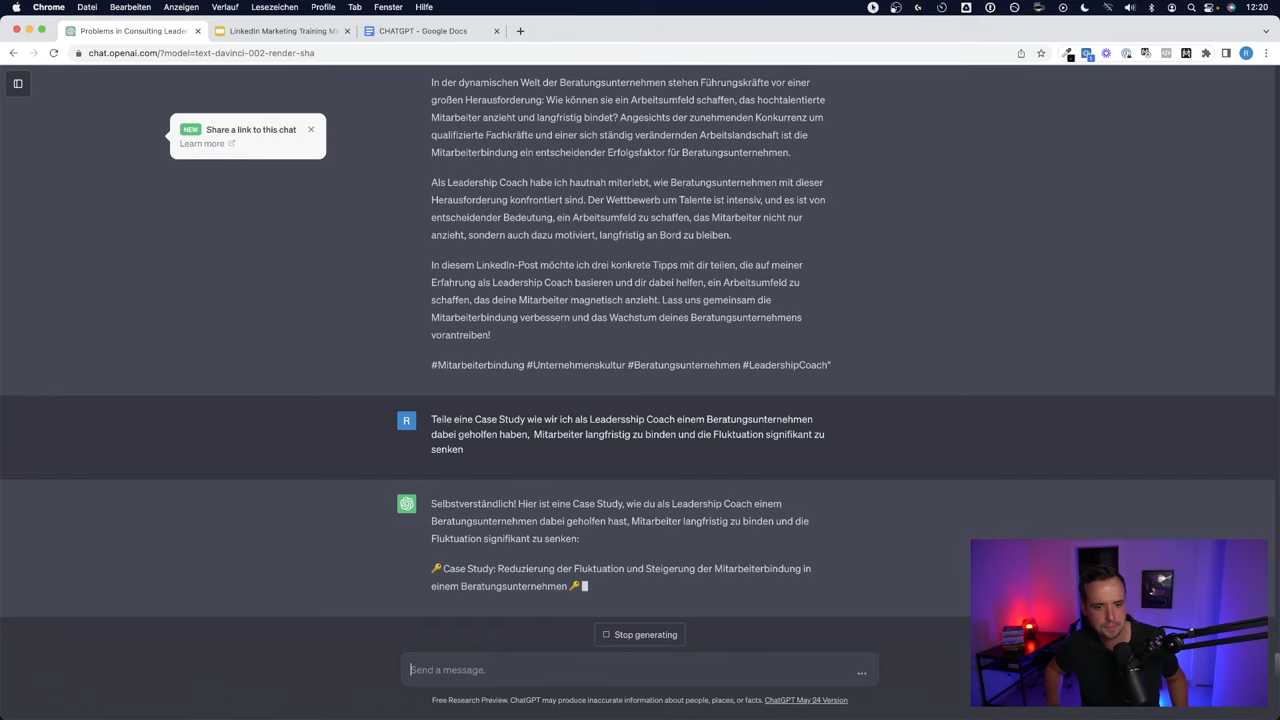 Chrome Ablage Bearbeiten Anzeigen Verlauf Lesezeichen Profile Tab Fenster Hilfe 12:20
Problems in Consulting Leader LinkedIn Marketing Training M CHATGPT - Google Docs
chat.openai.com/?model=text-davinci-002-render-sha
NEW Share a link to this chat
Learn more
In der dynamischen Welt der Beratungsunternehmen stehen Führungskräfte vor einer
großen Herausforderung: Wie können sie ein Arbeitsumfeld schaffen, das hochtalentierte
Mitarbeiter anzieht und langfristig bindet? Angesichts der zunehmenden Konkurrenz um
qualifizierte Fachkräfte und einer sich ständig verändernden Arbeitslandschaft ist die
Mitarbeiterbindung ein entscheidender Erfolgsfaktor für Beratungsunternehmen.
Als Leadership Coach habe ich hautnah miterlebt, wie Beratungsunternehmen mit dieser
Herausforderung konfrontiert sind. Der Wettbewerb um Talente ist intensiv, und es ist von
entscheidender Bedeutung, ein Arbeitsumfeld zu schaffen, das Mitarbeiter nicht nur
anzieht, sondern auch dazu motiviert, langfristig an Bord zu bleiben.
In diesem LinkedIn-Post möchte ich drei konkrete Tipps mit dir teilen, die auf meiner
Erfahrung als Leadership Coach basieren und dir dabei helfen, ein Arbeitsumfeld zu
schaffen, das deine Mitarbeiter magnetisch anzieht. Lass uns gemeinsam die
Mitarbeiterbindung verbessern und das Wachstum deines Beratungsunternehmens
vorantreiben!
#Mitarbeiterbindung #Unternehmenskultur #Beratungsunternehmen #LeadershipCoach"
R
Teile eine Case Study wie wir ich als Leadersship Coach einem Beratungsunternehmen
dabei geholfen haben, Mitarbeiter langfristig zu binden und die Fluktuation signifikant zu
senken
Selbstverständlich! Hier ist eine Case Study, wie du als Leadership Coach einem
Beratungsunternehmen dabei geholfen hast, Mitarbeiter langfristig zu binden und die
Fluktuation signifikant zu senken:
🔑 Case Study: Reduzierung der Fluktuation und Steigerung der Mitarbeiterbindung in
einem Beratungsunternehmen 🔑
Stop generating
Send a message.
Free Research Preview. ChatGPT may produce inaccurate information about people, places, or facts. ChatGPT May 24 Version